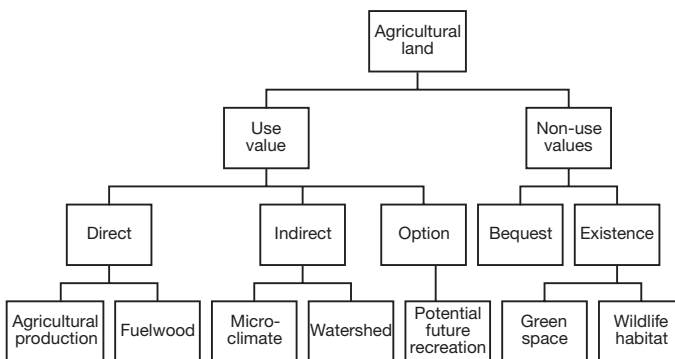 Agricultural
land
Use
value
Non-use
values
Direct
Indirect
Option
Bequest
Existence
Agricultural
production
Fuelwood
Micro-
climate
Watershed
Potential
future
recreation
Green
space
Wildlife
habitat